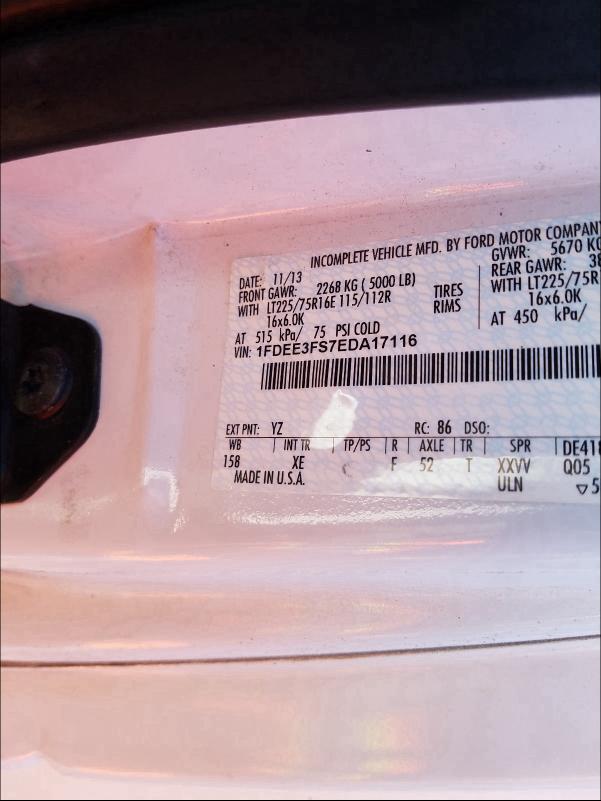 INCOMPLETE VEHICLE MFD. BY FORD MOTOR COMPANY
DATE: 11/13 GVWR: 5670 KG
FRONT GAWR: 2268 KG ( 5000 LB) REAR GAWR: 38
WITH LT225/75R16E 115/112R TIRES WITH LT225/75R
16x6.0K RIMS 16x6.0K
AT 515 kPa/ 75 PSI COLD AT 450 kPa/
VIN: 1FDEE3FS7EDA17116
EXT PNT: YZ RC: 86 DSO:
WB INT TR TP/PS R AXLE TR SPR DE418
158 XE F 52 T XXVV Q05
MADE IN U.S.A. ULN ▽5